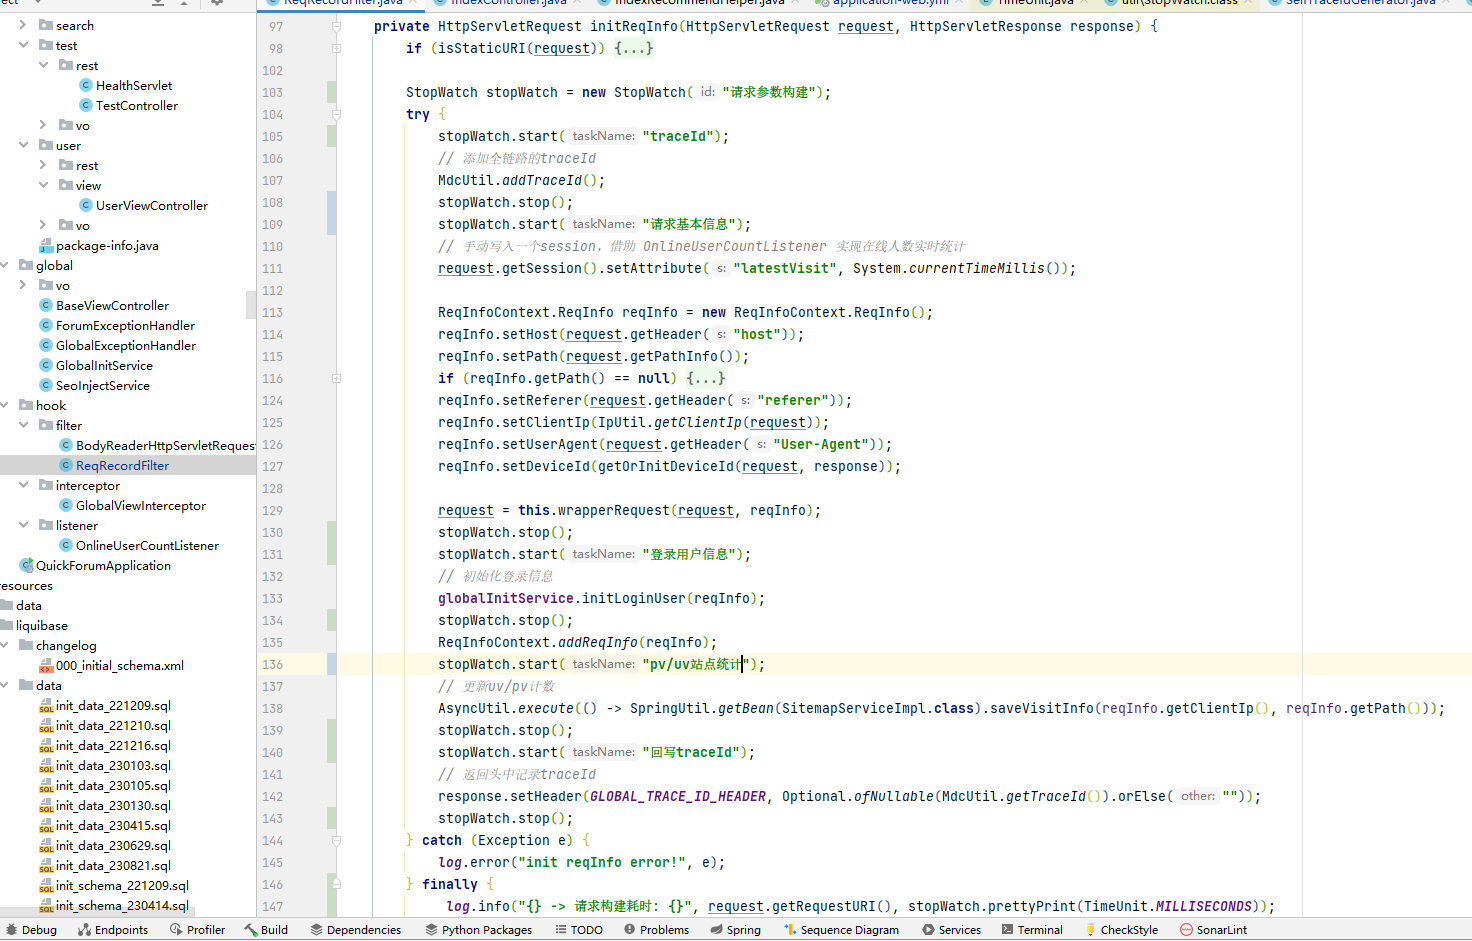 ect
ReqRecordFilter.java
IndexController.java
IndexRecommendHelper.java
application-web.yml
TimeUnit.java
util\StopWatch.class
SelfTraceIdGenerator.java
search
test
rest
HealthServlet
TestController
vo
user
rest
view
UserViewController
vo
package-info.java
global
vo
BaseViewController
ForumExceptionHandler
GlobalExceptionHandler
GlobalInitService
SeoInjectService
hook
filter
BodyReaderHttpServletReques
ReqRecordFilter
interceptor
GlobalViewInterceptor
listener
OnlineUserCountListener
QuickForumApplication
esources
data
liquibase
changelog
000_initial_schema.xml
data
init_data_221209.sql
init_data_221210.sql
init_data_221216.sql
init_data_230103.sql
init_data_230105.sql
init_data_230130.sql
init_data_230415.sql
init_data_230629.sql
init_data_230821.sql
init_schema_221209.sql
init_schema_230414.sql
97 private HttpServletRequest initReqInfo(HttpServletRequest request, HttpServletResponse response) {
98 if (isStaticURI(request)) {...}
102
103 StopWatch stopWatch = new StopWatch( id: "请求参数构建");
104 try {
105 stopWatch.start( taskName: "traceId");
106 // 添加全链路的traceId
107 MdcUtil.addTraceId();
108 stopWatch.stop();
109 stopWatch.start( taskName: "请求基本信息");
110 // 手动写入一个session，借助 OnlineUserCountListener 实现在线人数实时统计
111 request.getSession().setAttribute( s: "latestVisit", System.currentTimeMillis());
112
113 ReqInfoContext.ReqInfo reqInfo = new ReqInfoContext.ReqInfo();
114 reqInfo.setHost(request.getHeader( s: "host"));
115 reqInfo.setPath(request.getPathInfo());
116 if (reqInfo.getPath() == null) {...}
124 reqInfo.setReferer(request.getHeader( s: "referer"));
125 reqInfo.setClientIp(IpUtil.getClientIp(request));
126 reqInfo.setUserAgent(request.getHeader( s: "User-Agent"));
127 reqInfo.setDeviceId(getOrInitDeviceId(request, response));
128
129 request = this.wrapperRequest(request, reqInfo);
130 stopWatch.stop();
131 stopWatch.start( taskName: "登录用户信息");
132 // 初始化登录信息
133 globalInitService.initLoginUser(reqInfo);
134 stopWatch.stop();
135 ReqInfoContext.addReqInfo(reqInfo);
136 stopWatch.start( taskName: "pv/uv站点统计");
137 // 更新uv/pv计数
138 AsyncUtil.execute(() -> SpringUtil.getBean(SitemapServiceImpl.class).saveVisitInfo(reqInfo.getClientIp(), reqInfo.getPath()));
139 stopWatch.stop();
140 stopWatch.start( taskName: "回写traceId");
141 // 返回头中记录traceId
142 response.setHeader(GLOBAL_TRACE_ID_HEADER, Optional.ofNullable(MdcUtil.getTraceId()).orElse( other: ""));
143 stopWatch.stop();
144 } catch (Exception e) {
145 log.error("init reqInfo error!", e);
146 } finally {
147 log.info("{} -> 请求构建耗时: {}", request.getRequestURI(), stopWatch.prettyPrint(TimeUnit.MILLISECONDS));
Debug Endpoints Profiler Build Dependencies Python Packages TODO Problems Spring Sequence Diagram Services Terminal CheckStyle SonarLint